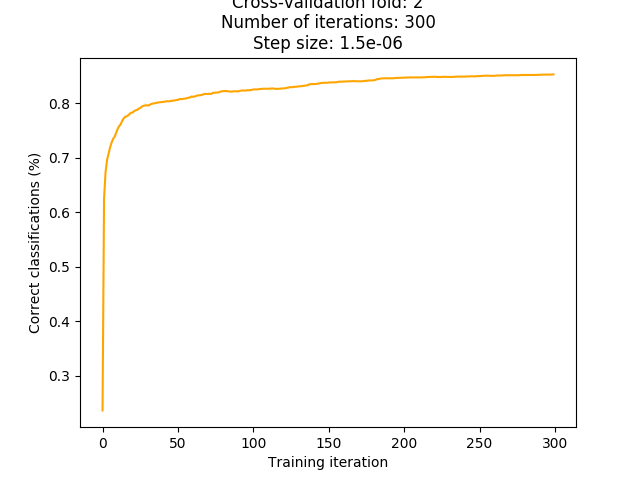 Cross-validation fold: 2
Number of iterations: 300
Step size: 1.5e-06
0.8
0.7
0.6
0.5
0.4
0.3
Correct classifications (%)
0 50 100 150 200 250 300
Training iteration